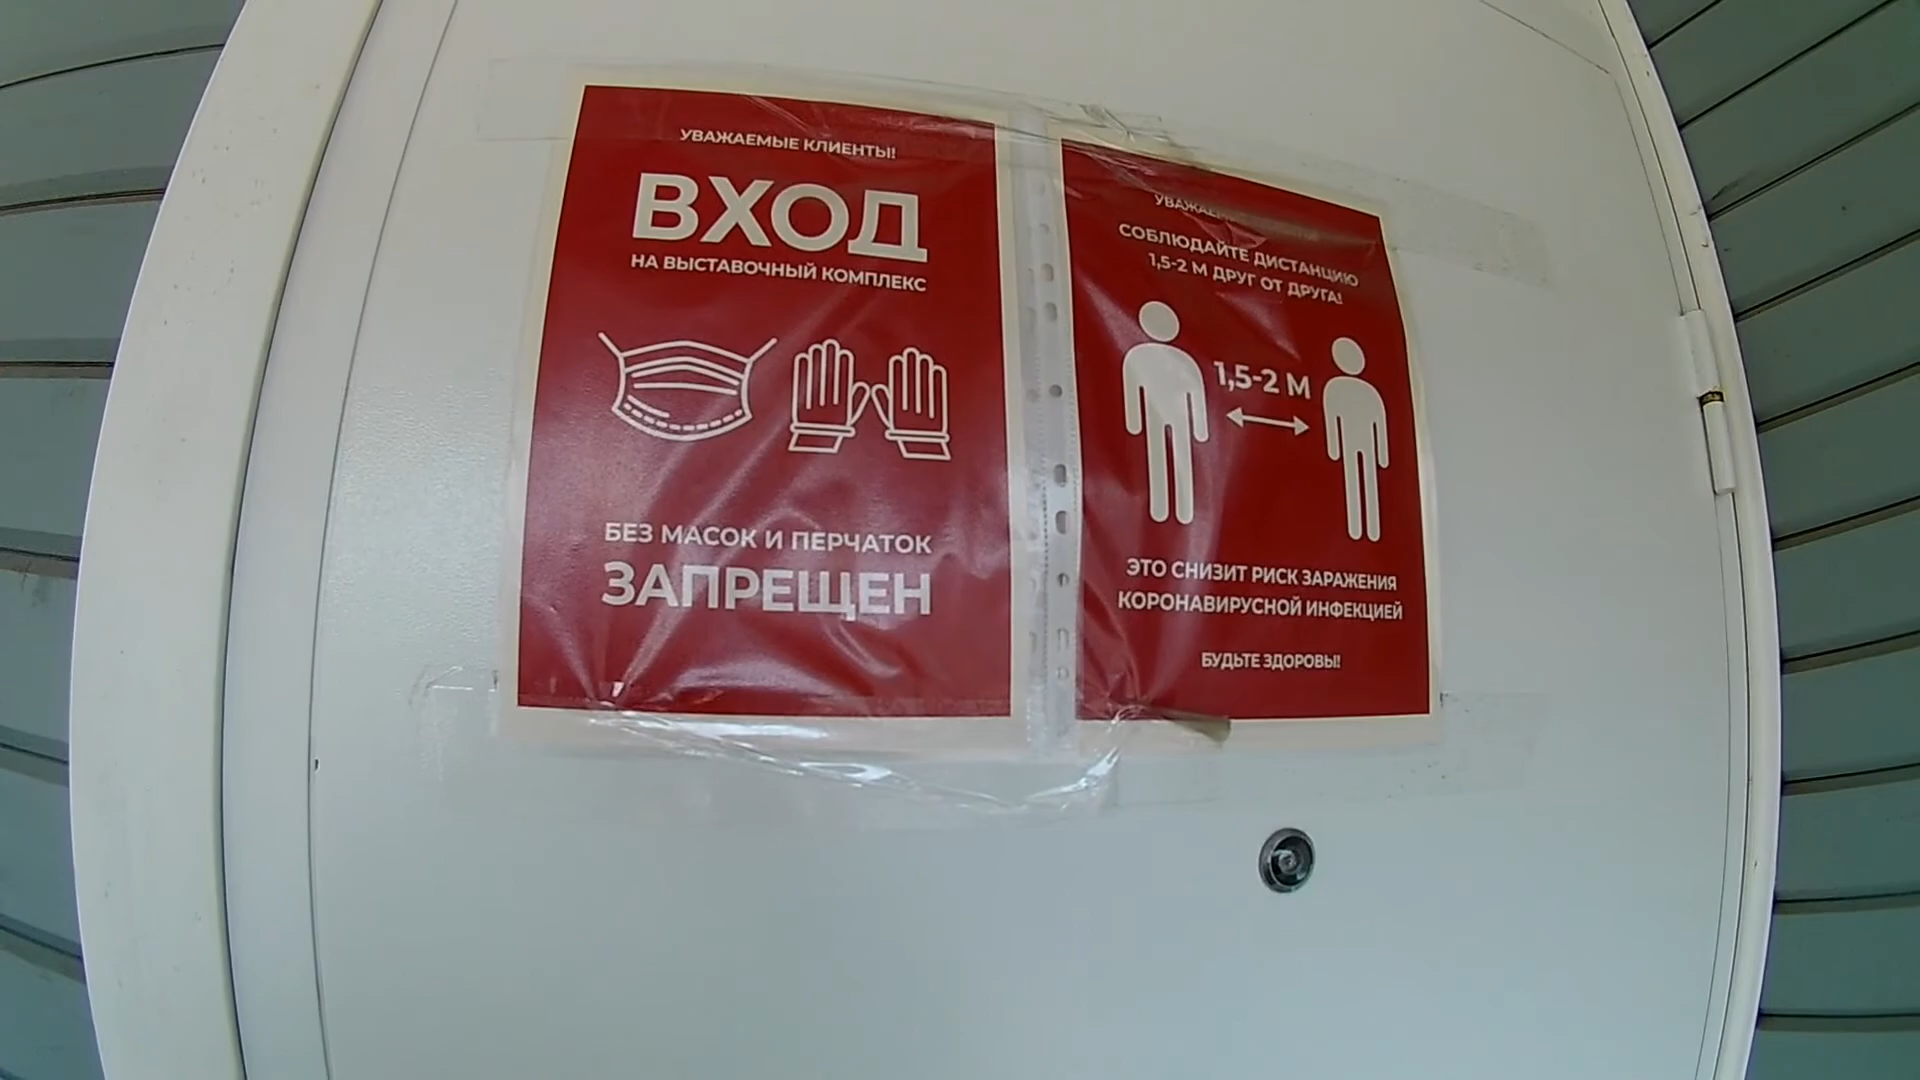 УВАЖАЕМЫЕ КЛИЕНТЫ!
ВХОД
НА ВЫСТАВОЧНЫЙ КОМПЛЕКС
БЕЗ МАСОК И ПЕРЧАТОК
ЗАПРЕЩЕН
СОБЛЮДАЙТЕ ДИСТАНЦИЮ
1,5-2 М ДРУГ ОТ ДРУГА!
1,5-2 М
ЭТО СНИЗИТ РИСК ЗАРАЖЕНИЯ
КОРОНАВИРУСНОЙ ИНФЕКЦИЕЙ
БУДЬТЕ ЗДОРОВЫ!